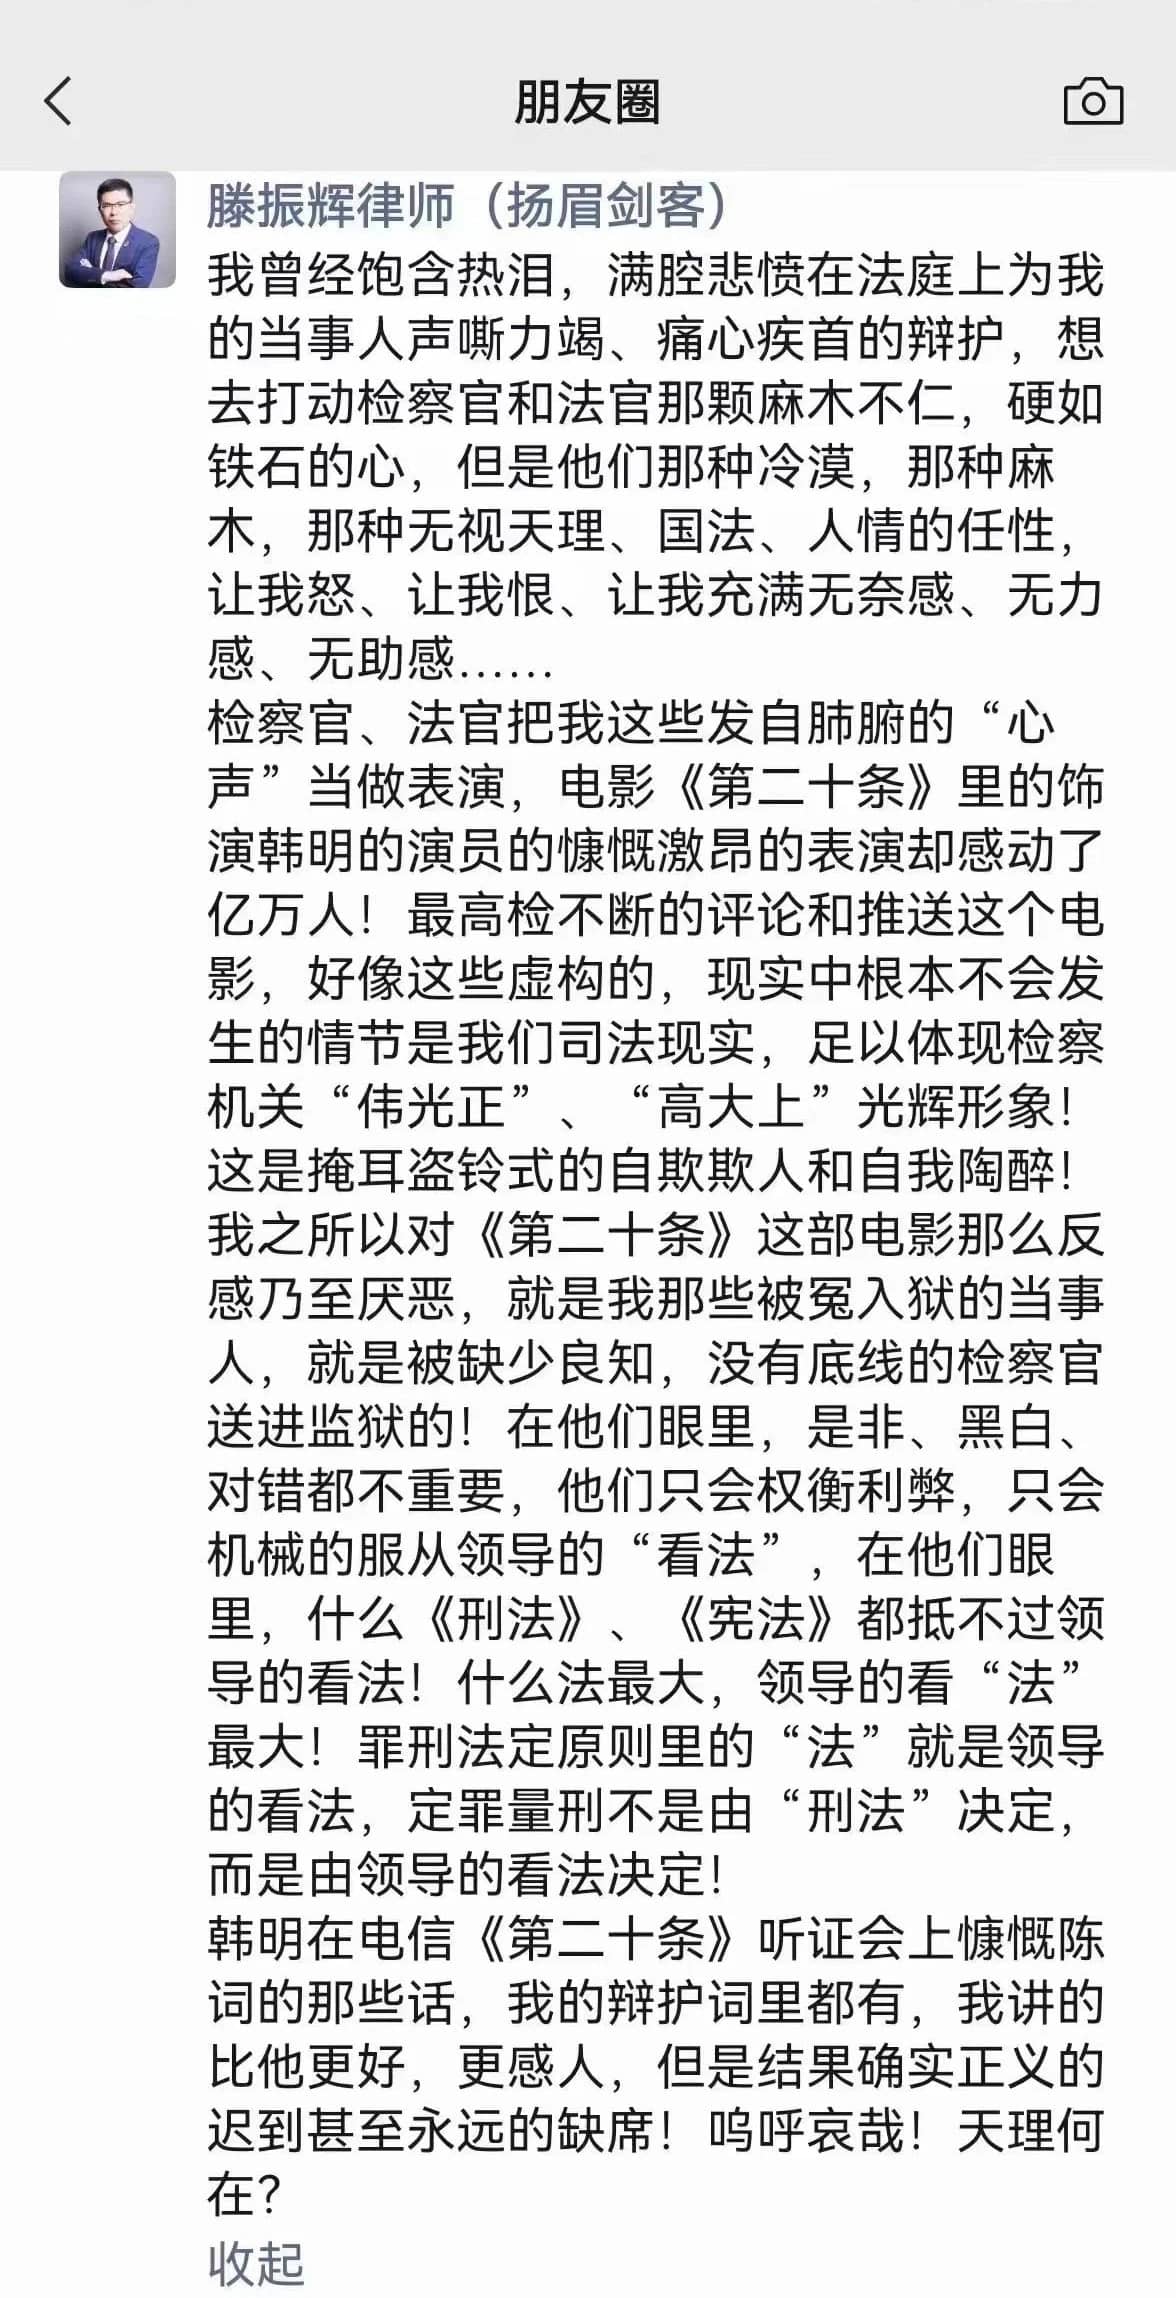 朋友圈
滕振辉律师（扬眉剑客）
我曾经饱含热泪，满腔悲愤在法庭上为我
的当事人声嘶力竭、痛心疾首的辩护，想
去打动检察官和法官那颗麻木不仁，硬如
铁石的心，但是他们那种冷漠，那种麻
木，那种无视天理、国法、人情的任性，
让我怒、让我恨、让我充满无奈感、无力
感、无助感……
检察官、法官把我这些发自肺腑的“心
声”当做表演，电影《第二十条》里的饰
演韩明的演员的慷慨激昂的表演却感动了
亿万人！最高检不断的评论和推送这个电
影，好像这些虚构的，现实中根本不会发
生的情节是我们司法现实，足以体现检察
机关“伟光正”、“高大上”光辉形象！
这是掩耳盗铃式的自欺欺人和自我陶醉！
我之所以对《第二十条》这部电影那么反
感乃至厌恶，就是我那些被冤入狱的当事
人，就是被缺少良知，没有底线的检察官
送进监狱的！在他们眼里，是非、黑白、
对错都不重要，他们只会权衡利弊，只会
机械的服从领导的“看法”，在他们眼
里，什么《刑法》、《宪法》都抵不过领
导的看法！什么法最大，领导的看“法”
最大！罪刑法定原则里的“法”就是领导
的看法，定罪量刑不是由“刑法”决定，
而是由领导的看法决定！
韩明在电信《第二十条》听证会上慷慨陈
词的那些话，我的辩护词里都有，我讲的
比他更好，更感人，但是结果确实正义的
迟到甚至永远的缺席！呜呼哀哉！天理何
在？
收起